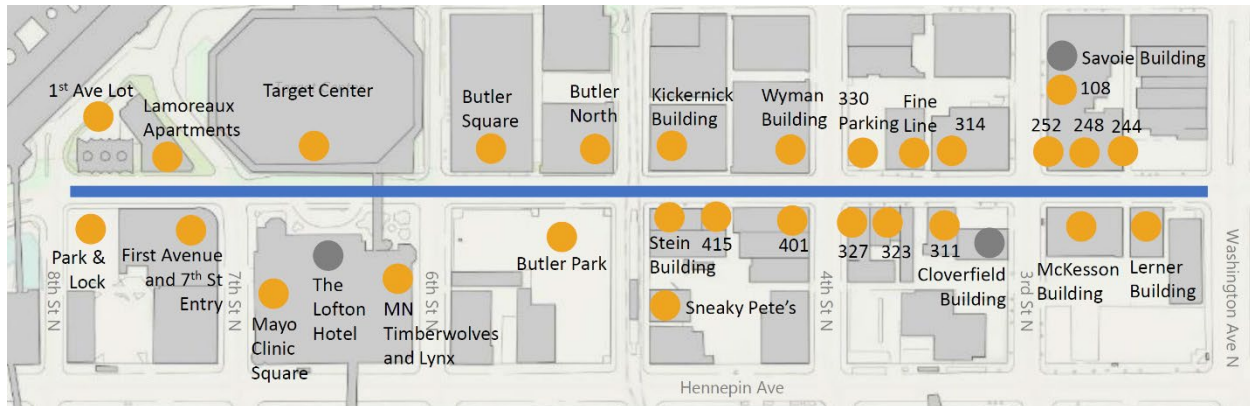 1st Ave Lot
Lamoreaux
Apartments
Target Center
Butler
Square
Butler
North
Kickernick
Building
Wyman
Building
330
Parking
Fine
Line
314
Savoie Building
108
252
248
244
Park &
Lock
First Avenue
and 7th St
Entry
Mayo
Clinic
Square
The
Lofton
Hotel
MN
Timberwolves
and Lynx
Butler Park
Stein
Building
415
401
Sneaky Pete's
327
323
311
Cloverfield
Building
McKesson
Building
Lerner
Building
8th St N
7th St N
6th St N
4th St N
3rd St N
Washington Ave N
Hennepin Ave